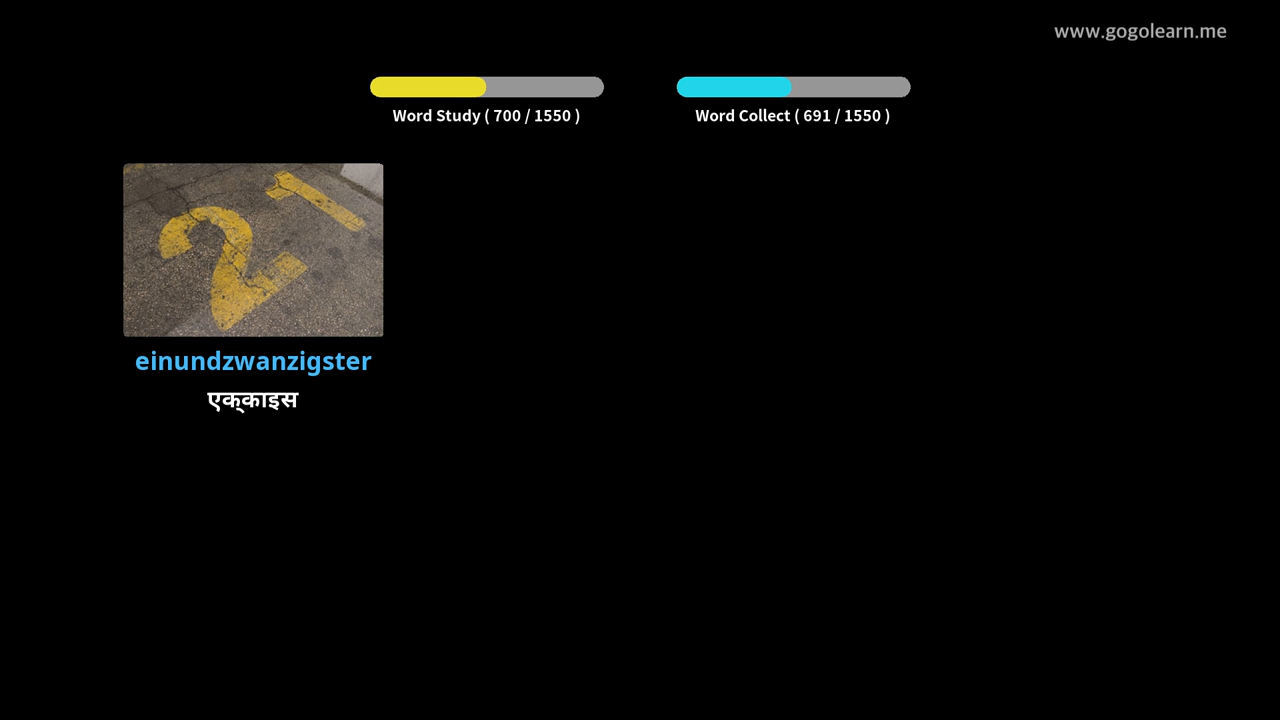 www.gogolearn.me
Word Study ( 700 / 1550 )
Word Collect ( 691 / 1550 )
21
einundzwanzigster
एक्काइस